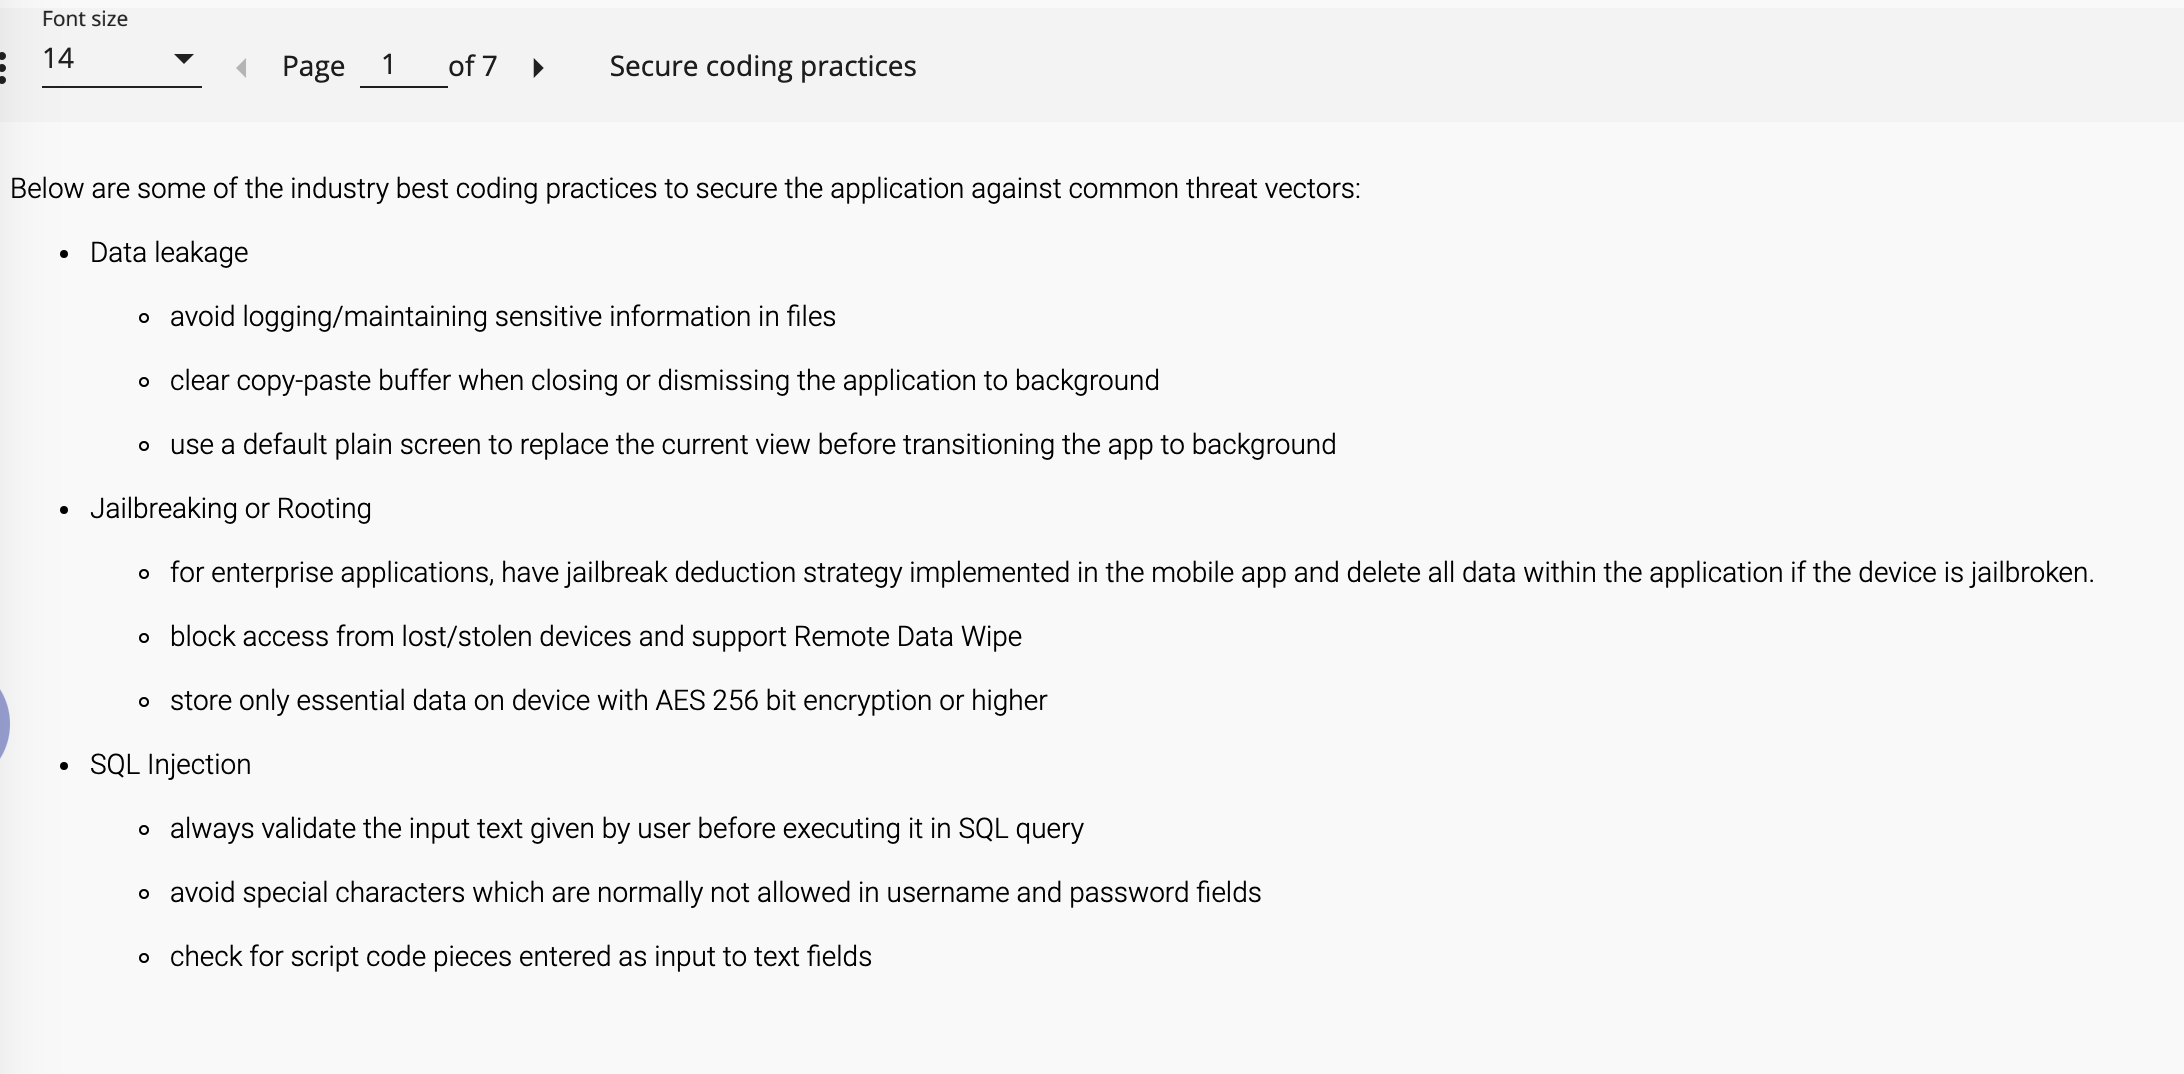 Font size
14
Page 1 of 7
Secure coding practices
Below are some of the industry best coding practices to secure the application against common threat vectors:
Data leakage
avoid logging/maintaining sensitive information in files
clear copy-paste buffer when closing or dismissing the application to background
use a default plain screen to replace the current view before transitioning the app to background
Jailbreaking or Rooting
for enterprise applications, have jailbreak deduction strategy implemented in the mobile app and delete all data within the application if the device is jailbroken.
block access from lost/stolen devices and support Remote Data Wipe
store only essential data on device with AES 256 bit encryption or higher
SQL Injection
always validate the input text given by user before executing it in SQL query
avoid special characters which are normally not allowed in username and password fields
check for script code pieces entered as input to text fields